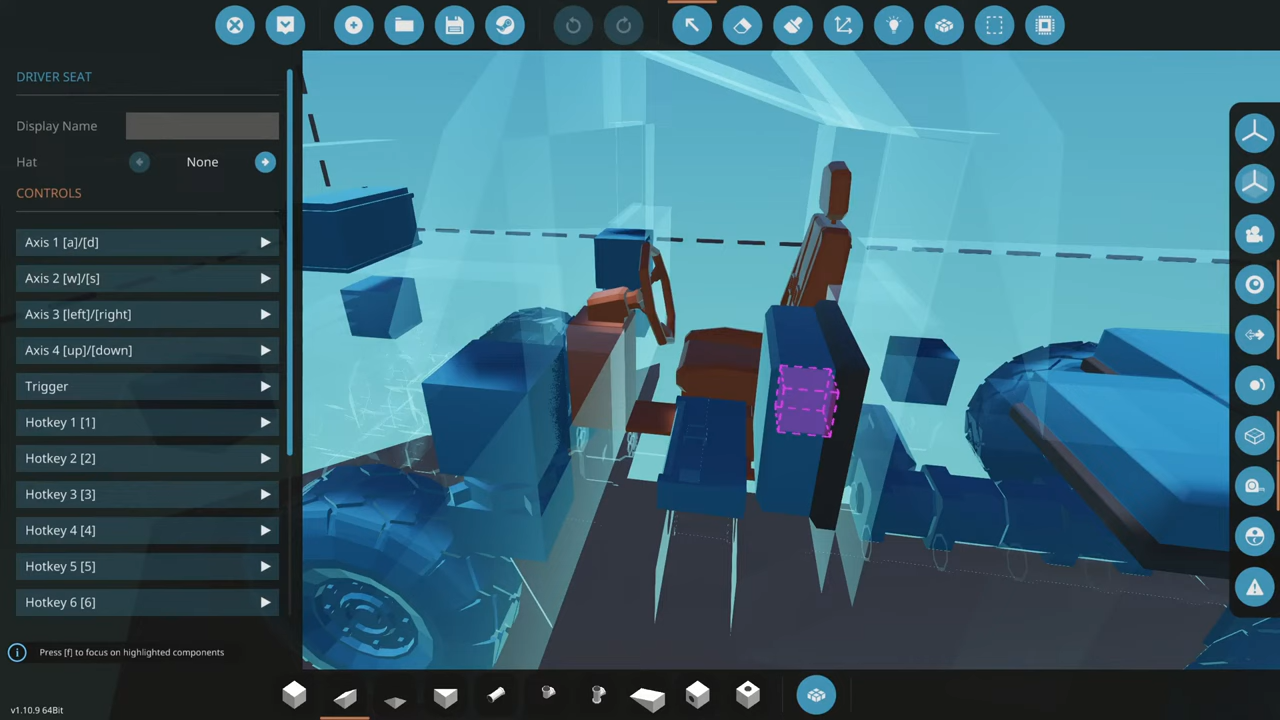 DRIVER SEAT
Display Name
Hat
None
CONTROLS
Axis 1 [a]/[d]
Axis 2 [w]/[s]
Axis 3 [left]/[right]
Axis 4 [up]/[down]
Trigger
Hotkey 1 [1]
Hotkey 2 [2]
Hotkey 3 [3]
Hotkey 4 [4]
Hotkey 5 [5]
Hotkey 6 [6]
Press [f] to focus on highlighted components
v1.10.9 64Bit